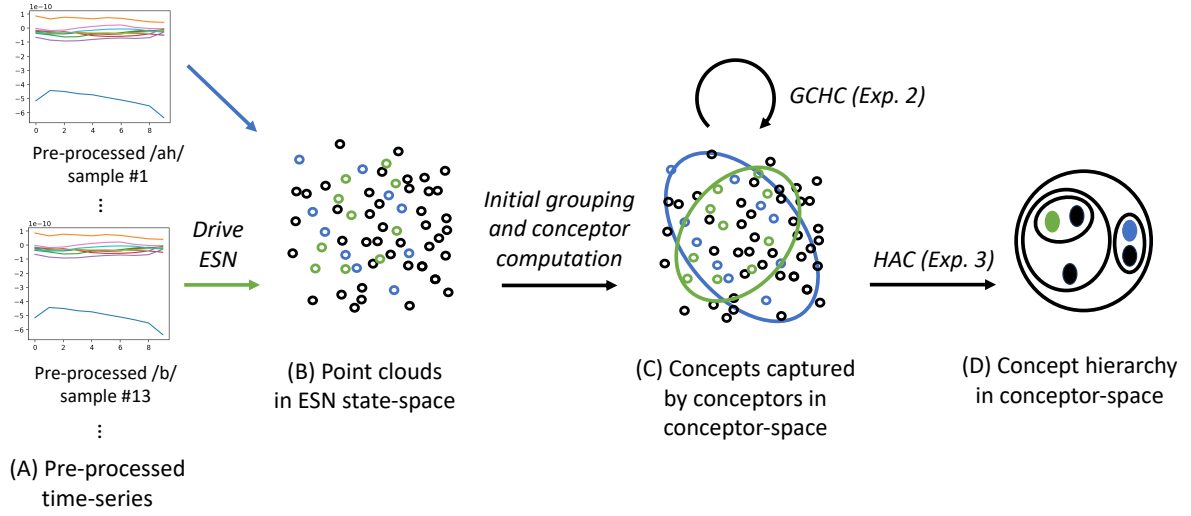 1e−10
1
0
−1
−2
−3
−4
−5
−6
0
2
4
6
8
Pre-processed /ah/
sample #1
...
1e−10
1
0
−1
−2
−3
−4
−5
−6
0
2
4
6
8
Pre-processed /b/
sample #13
...
(A) Pre-processed
time-series
Drive
ESN
(B) Point clouds
in ESN state-space
Initial grouping
and conceptor
computation
GCHC (Exp. 2)
(C) Concepts captured
by conceptors in
conceptor-space
HAC (Exp. 3)
(D) Concept hierarchy
in conceptor-space